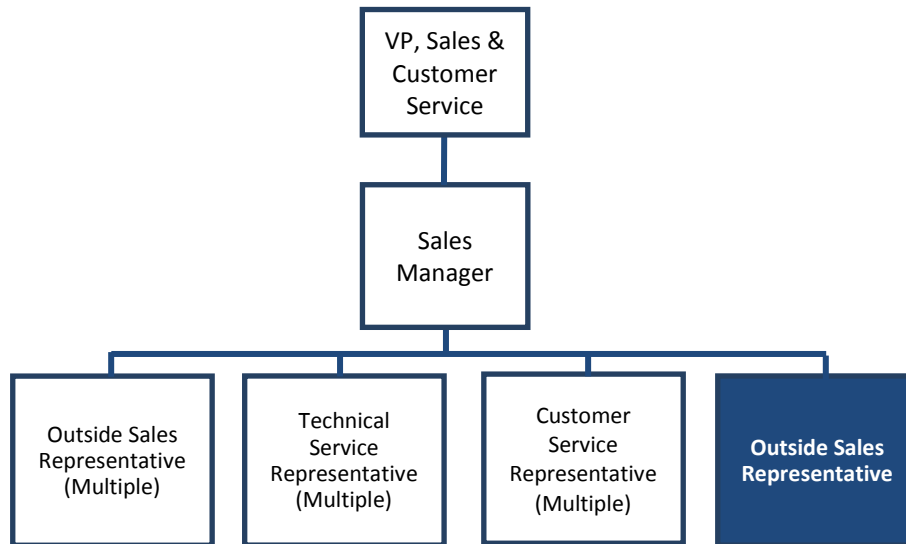 VP, Sales &
Customer
Service
Sales
Manager
Outside Sales
Representative
(Multiple)
Technical
Service
Representative
(Multiple)
Customer
Service
Representative
(Multiple)
Outside Sales
Representative